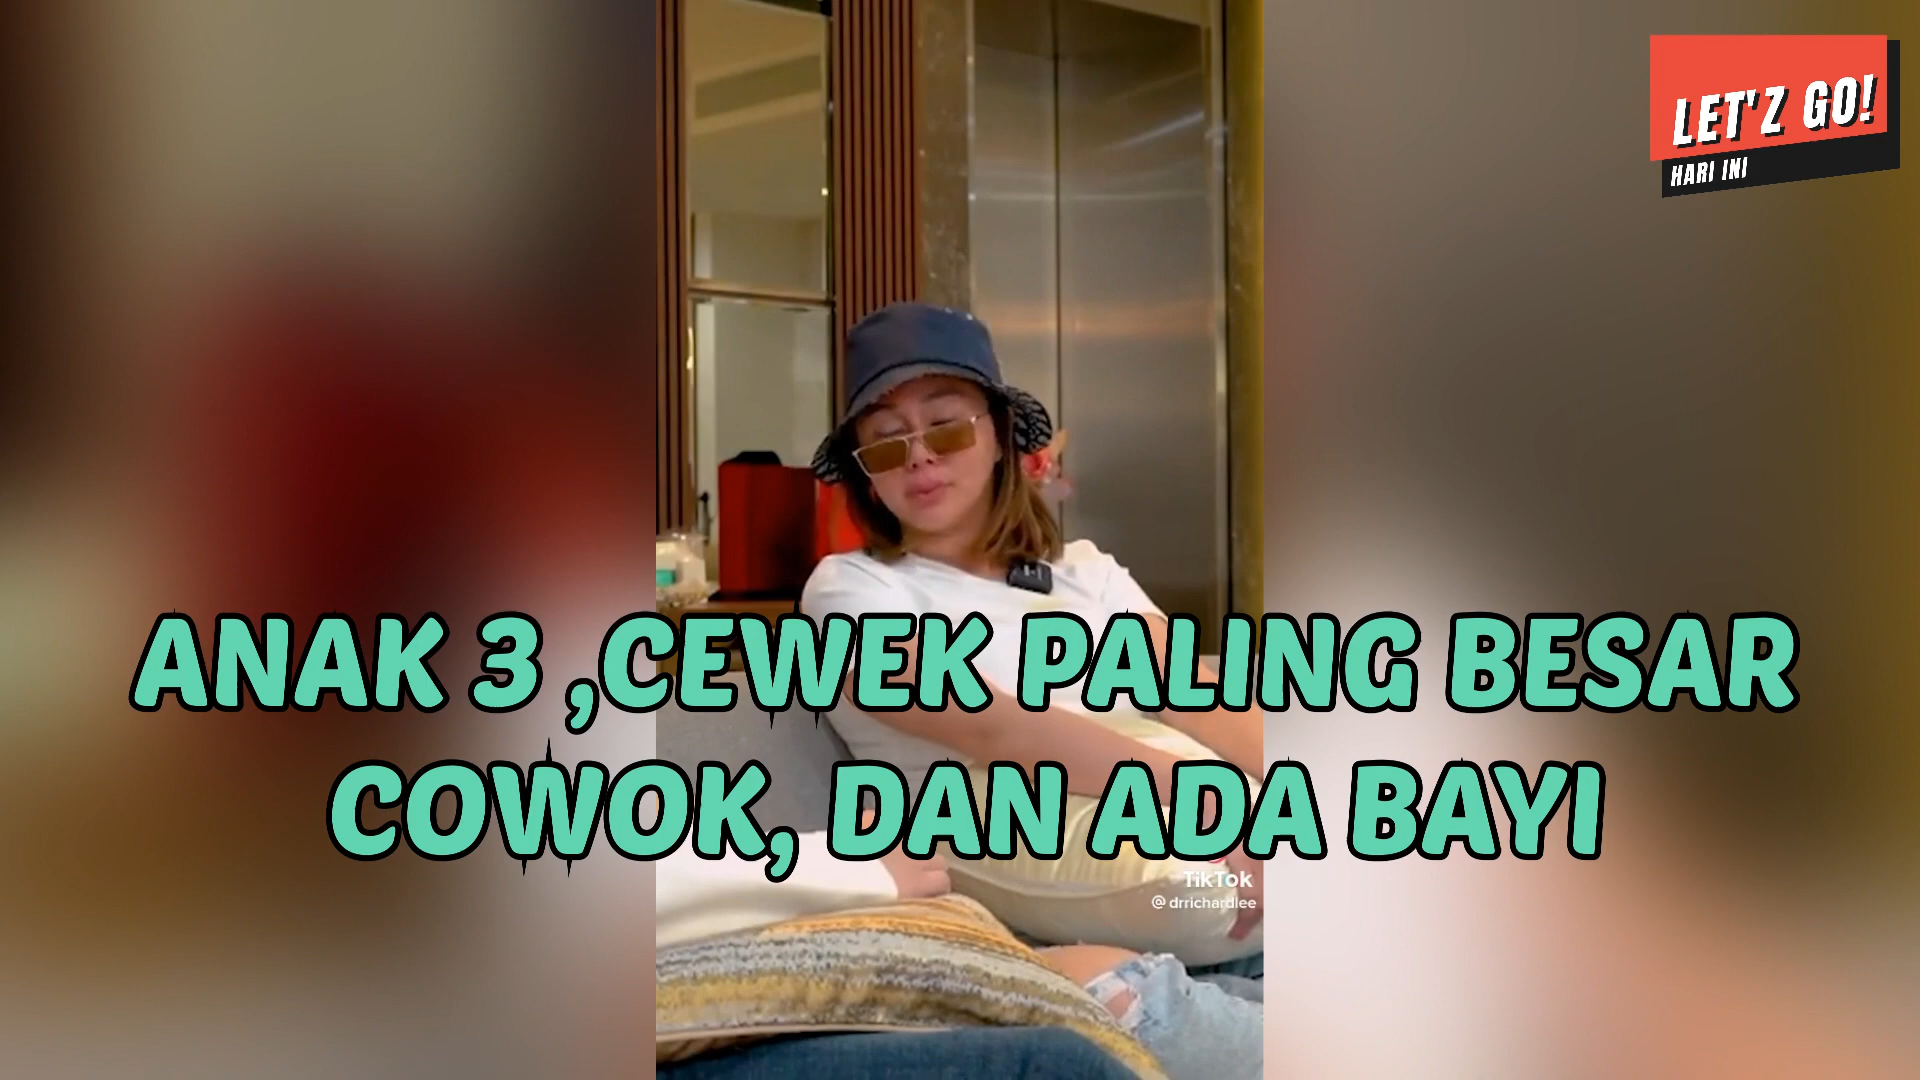 LET'Z GO!
HARI INI
ANAK 3 ,CEWEK PALING BESAR
COWOK, DAN ADA BAYI
TikTok
@drrichardlee